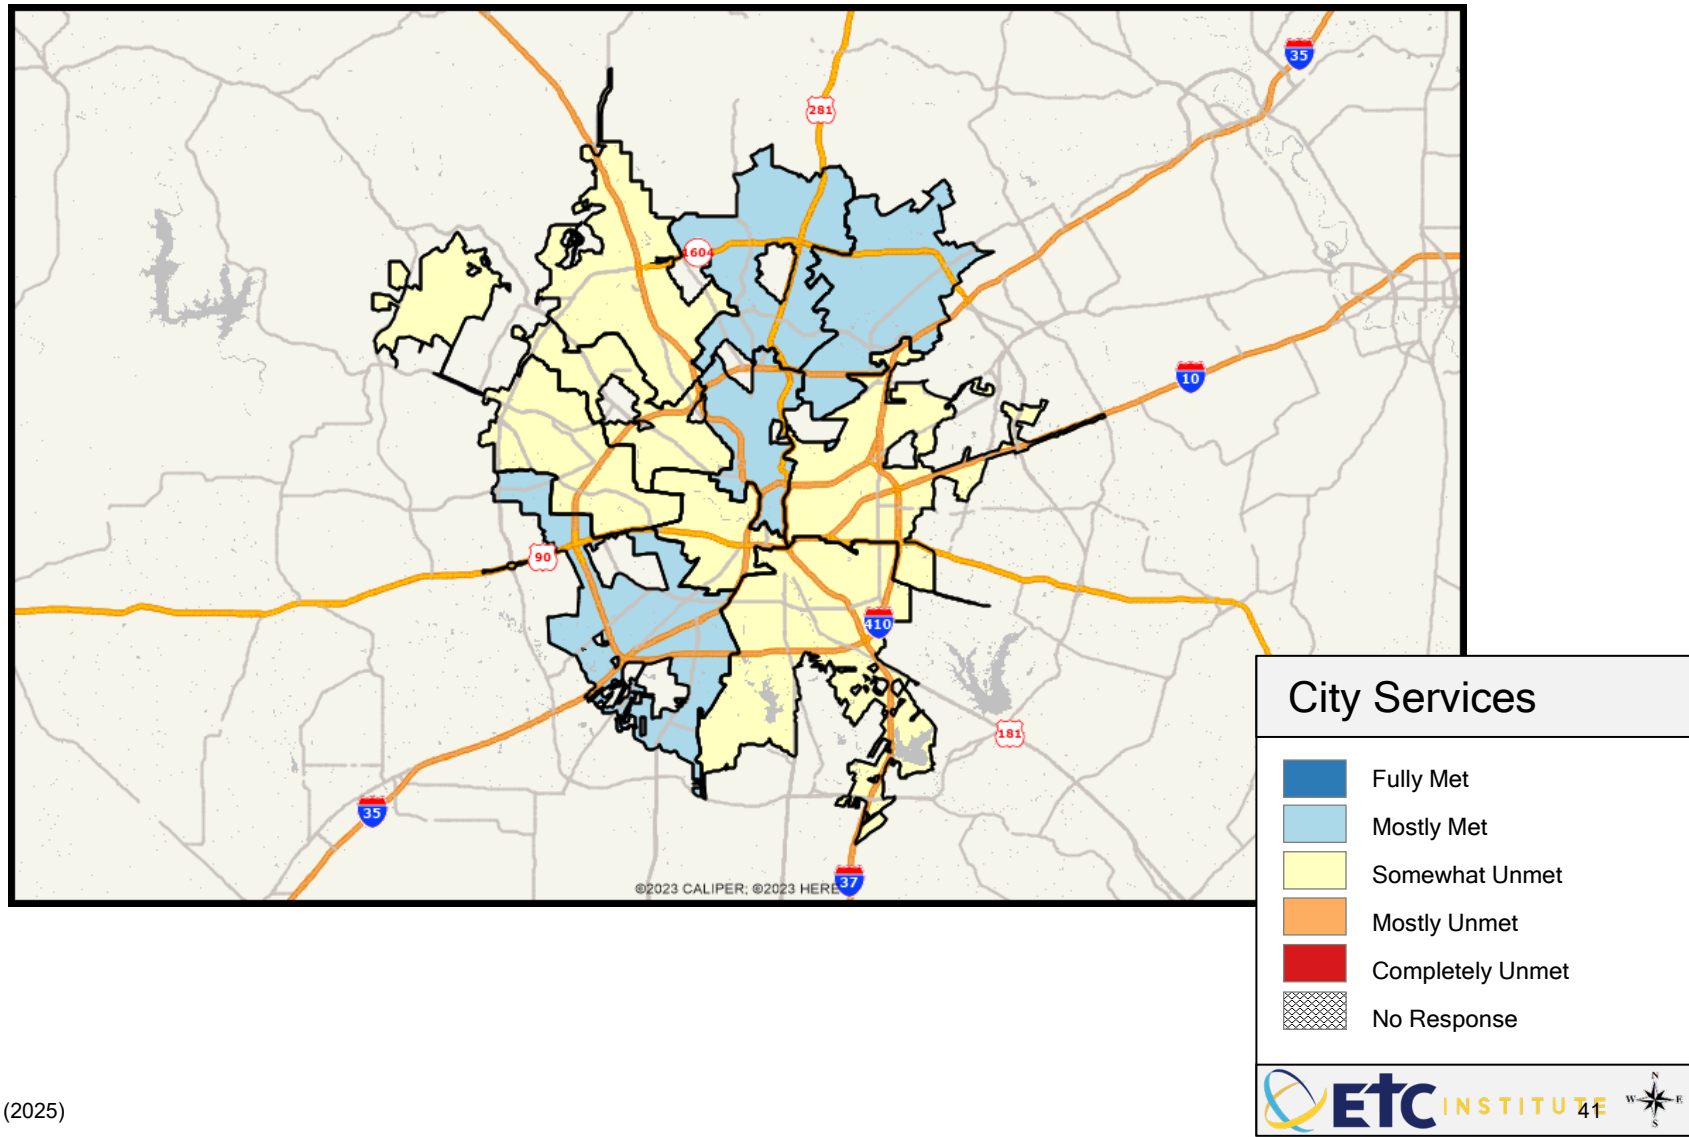 35
281
1604
10
90
410
181
35
37
©2023 CALIPER; ©2023 HERE
City Services
Fully Met
Mostly Met
Somewhat Unmet
Mostly Unmet
Completely Unmet
No Response
N
W E
S
ETC INSTITUTE 41
(2025)